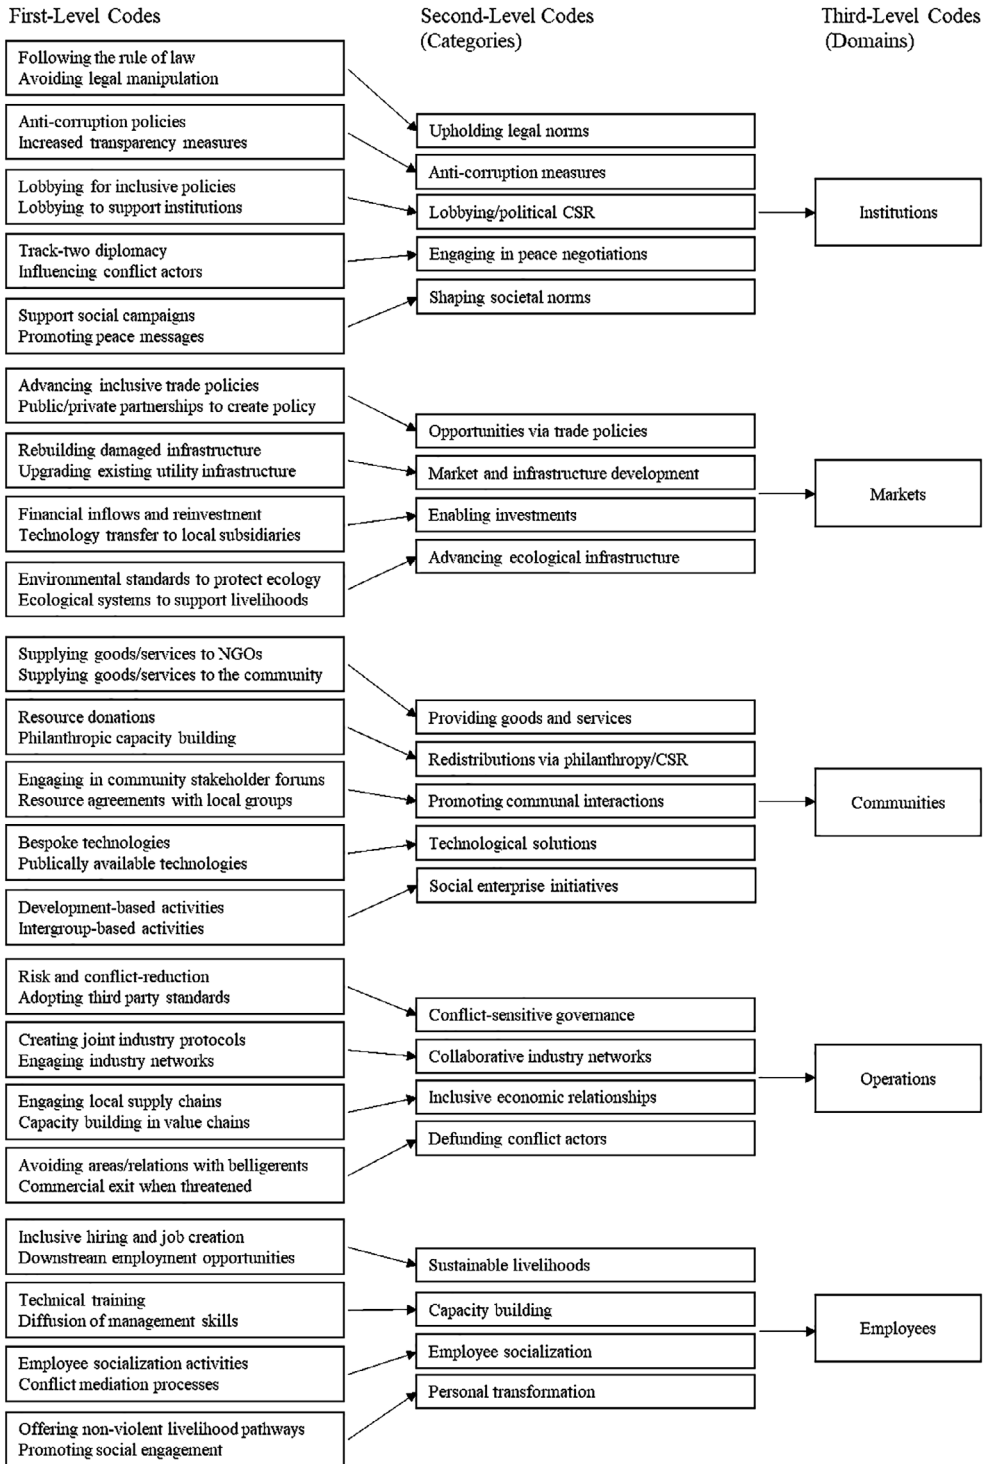 First-Level Codes
Second-Level Codes
(Categories)
Third-Level Codes
(Domains)
Following the rule of law
Avoiding legal manipulation
Anti-corruption policies
Increased transparency measures
Lobbying for inclusive policies
Lobbying to support institutions
Track-two diplomacy
Influencing conflict actors
Support social campaigns
Promoting peace messages
Upholding legal norms
Anti-corruption measures
Lobbying/political CSR
Engaging in peace negotiations
Shaping societal norms
Institutions
Advancing inclusive trade policies
Public/private partnerships to create policy
Rebuilding damaged infrastructure
Upgrading existing utility infrastructure
Financial inflows and reinvestment
Technology transfer to local subsidiaries
Environmental standards to protect ecology
Ecological systems to support livelihoods
Opportunities via trade policies
Market and infrastructure development
Enabling investments
Advancing ecological infrastructure
Markets
Supplying goods/services to NGOs
Supplying goods/services to the community
Resource donations
Philanthropic capacity building
Engaging in community stakeholder forums
Resource agreements with local groups
Bespoke technologies
Publically available technologies
Development-based activities
Intergroup-based activities
Providing goods and services
Redistributions via philanthropy/CSR
Promoting communal interactions
Technological solutions
Social enterprise initiatives
Communities
Risk and conflict-reduction
Adopting third party standards
Creating joint industry protocols
Engaging industry networks
Engaging local supply chains
Capacity building in value chains
Avoiding areas/relations with belligerents
Commercial exit when threatened
Conflict-sensitive governance
Collaborative industry networks
Inclusive economic relationships
Defunding conflict actors
Operations
Inclusive hiring and job creation
Downstream employment opportunities
Technical training
Diffusion of management skills
Employee socialization activities
Conflict mediation processes
Offering non-violent livelihood pathways
Promoting social engagement
Sustainable livelihoods
Capacity building
Employee socialization
Personal transformation
Employees